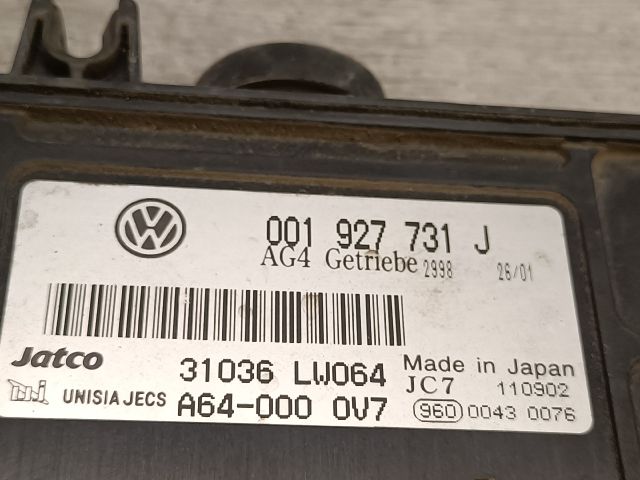 001 927 731 J
AG4 Getriebe 2998 26/01
Jatco 31036 LW064 Made in Japan
JC7 110902
UNISIA JECS A64-000 0V7 960 0043 0076